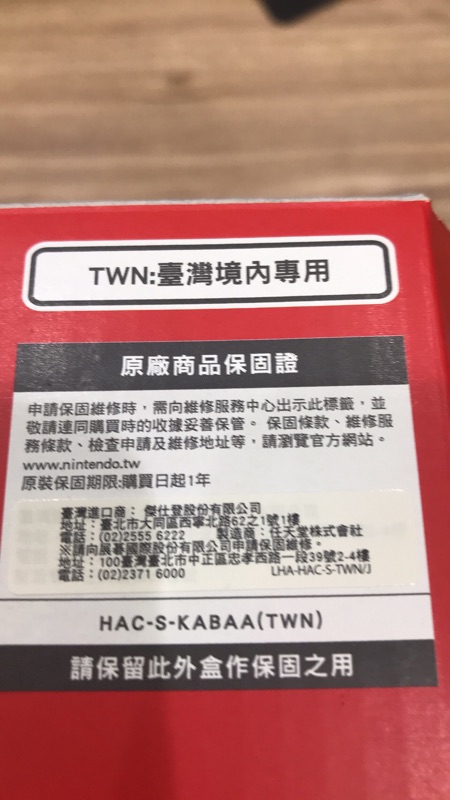 TWN:臺灣境內專用
原廠商品保固證
申請保固維修時，需向維修服務中心出示此標籤，並
敬請連同購買時的收據妥善保管。 保固條款、維修服
務條款、檢查申請及維修地址等，請瀏覽官方網站。
www.nintendo.tw
原裝保固期限:購買日起1年
臺灣進口商： 傑仕登股份有限公司
地址：臺北市大同區西寧北路62之1號1樓
電話：(02)2555 6222 製造商：任天堂株式會社
※請向展碁國際股份有限公司申請保固維修。
地址：100臺灣臺北市中正區忠孝西路一段39號2-4樓
電話：(02)2371 6000 LHA-HAC-S-TWN/J
HAC-S-KABAA(TWN)
請保留此外盒作保固之用